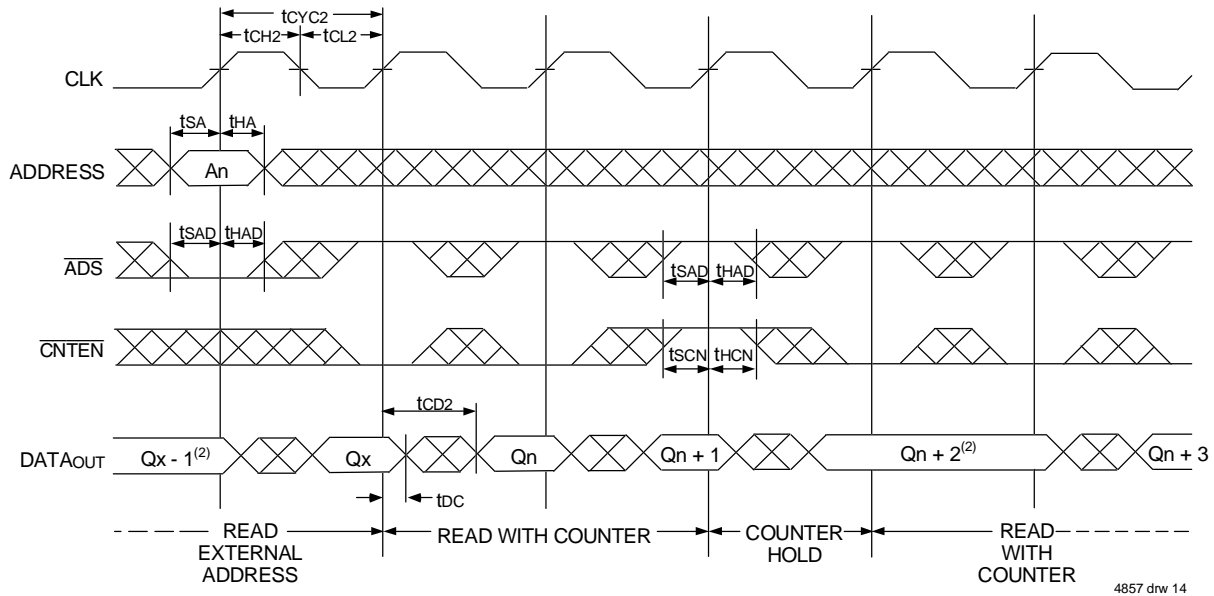 tCYC2
tCH2 tCL2
CLK
tSA tHA
ADDRESS An
tSAD tHAD
ADS
tSAD tHAD
CNTEN
tSCN tHCN
tCD2
DATAOUT Qx - 1(2) Qx Qn Qn + 1 Qn + 2(2) Qn + 3
tDC
READ EXTERNAL ADDRESS
READ WITH COUNTER
COUNTER HOLD
READ WITH COUNTER
4857 drw 14